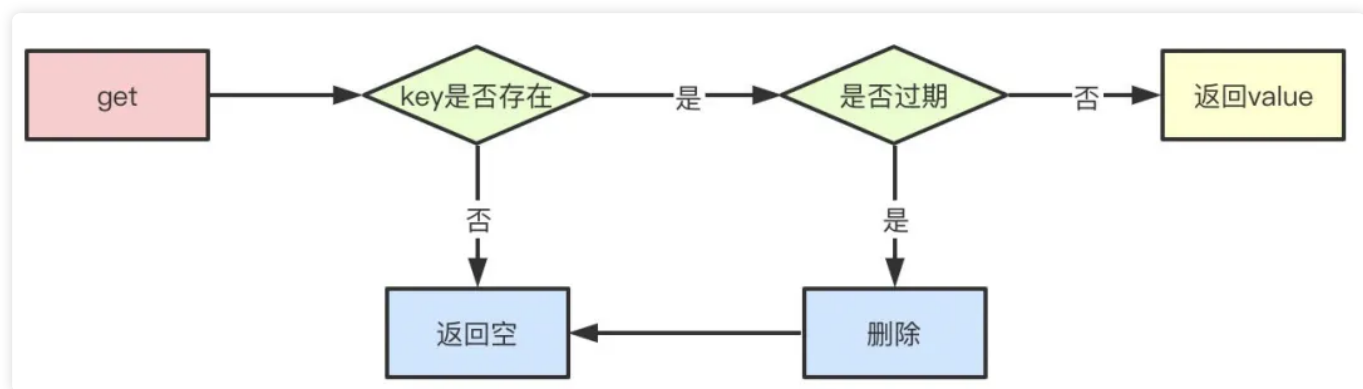 get
key是否存在
是
是否过期
否
返回value
否
是
返回空
删除